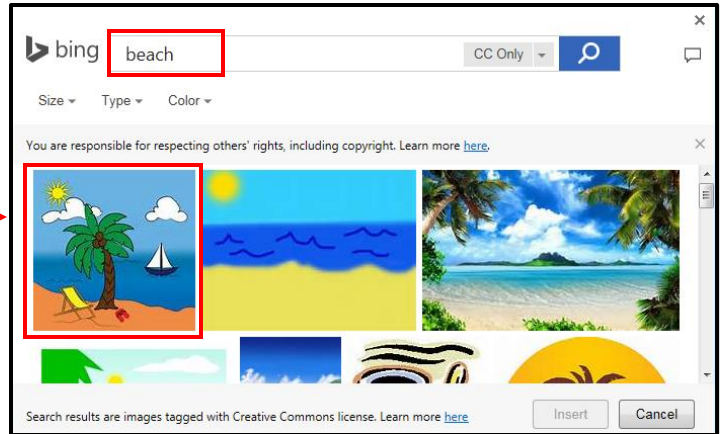 bing beach CC Only
Size Type Color
You are responsible for respecting others' rights, including copyright. Learn more here.
Search results are images tagged with Creative Commons license. Learn more here Insert Cancel